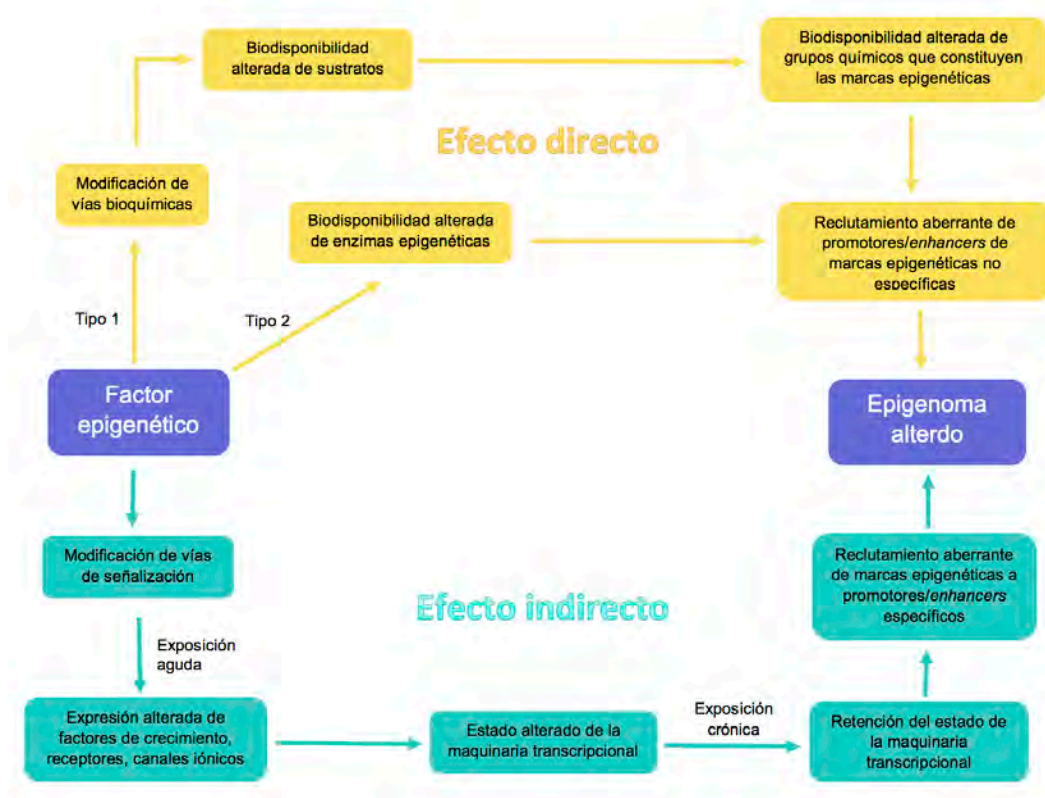 Biodisponibilidad
alterada de sustratos
Biodisponibilidad alterada de
grupos químicos que constituyen
las marcas epigenéticas
Efecto directo
Modificación de
vías bioquímicas
Biodisponibilidad alterada
de enzimas epigenéticas
Reclutamiento aberrante de
promotores/enhancers de
marcas epigenéticas no
específicas
Tipo 1
Tipo 2
Factor
epigenético
Epigenoma
alterdo
Modificación de vías
de señalización
Reclutamiento aberrante
de marcas epigenéticas a
promotores/enhancers
específicos
Efecto indirecto
Exposición
aguda
Expresión alterada de
factores de crecimiento,
receptores, canales iónicos
Estado alterado de la
maquinaria transcripcional
Exposición
crónica
Retención del estado de
la maquinaria
transcripcional